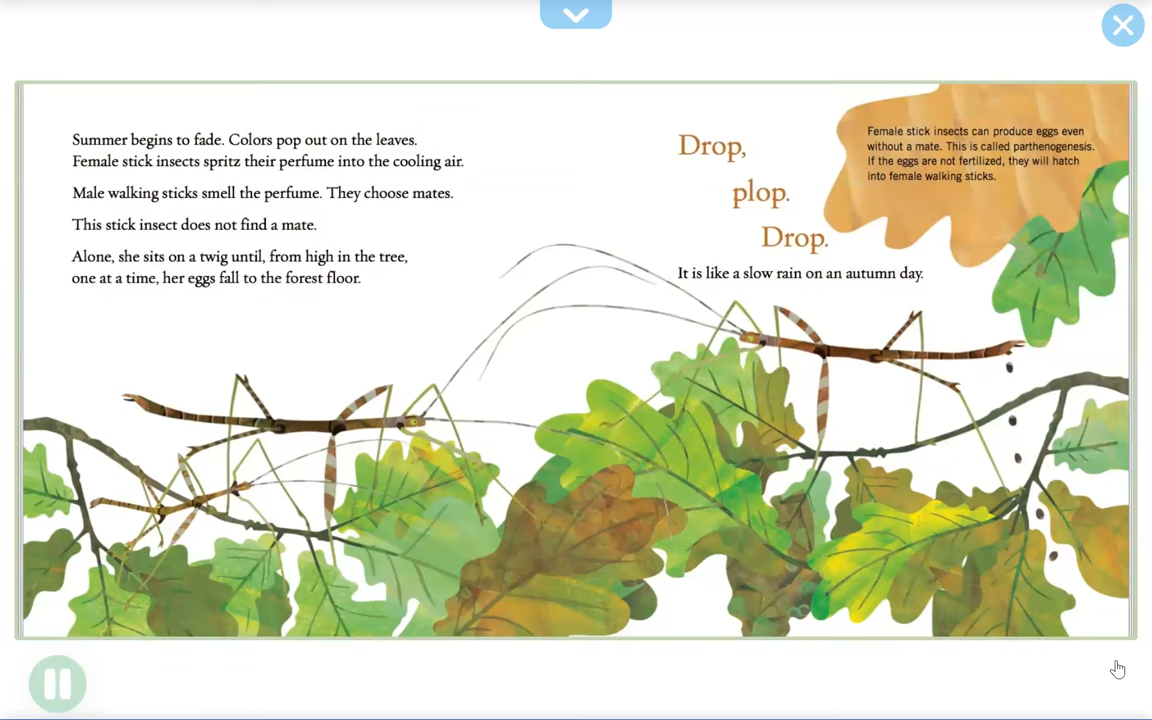 Summer begins to fade. Colors pop out on the leaves.
Female stick insects spritz their perfume into the cooling air.
Male walking sticks smell the perfume. They choose mates.
This stick insect does not find a mate.
Alone, she sits on a twig until, from high in the tree,
one at a time, her eggs fall to the forest floor.
Drop,
plop.
Drop.
It is like a slow rain on an autumn day.
Female stick insects can produce eggs even
without a mate. This is called parthenogenesis.
If the eggs are not fertilized, they will hatch
into female walking sticks.